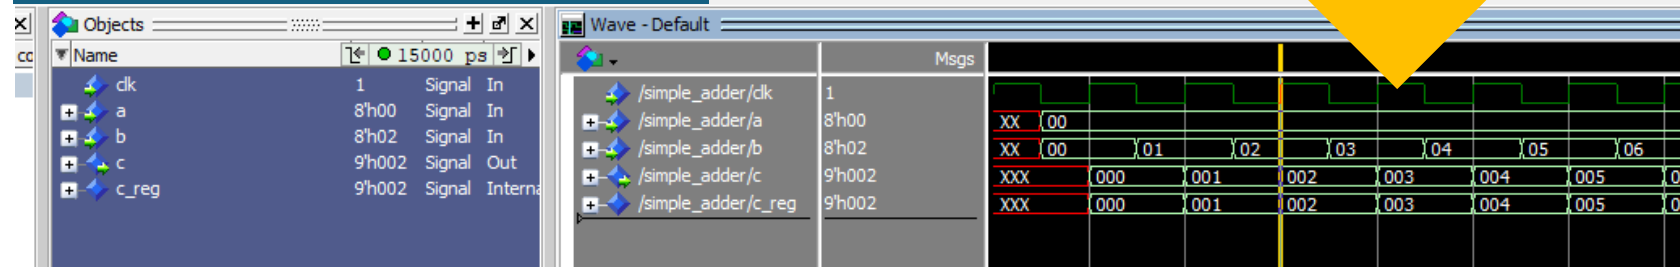 Objects
Wave - Default
Name
15000 ps
Msgs
clk 1 Signal In
a 8'h00 Signal In
b 8'h02 Signal In
c 9'h002 Signal Out
c_reg 9'h002 Signal Interna
/simple_adder/clk 1
/simple_adder/a 8'h00 XX 00
/simple_adder/b 8'h02 XX 00 01 02 03 04 05 06
/simple_adder/c 9'h002 XXX 000 001 002 003 004 005
/simple_adder/c_reg 9'h002 XXX 000 001 002 003 004 005